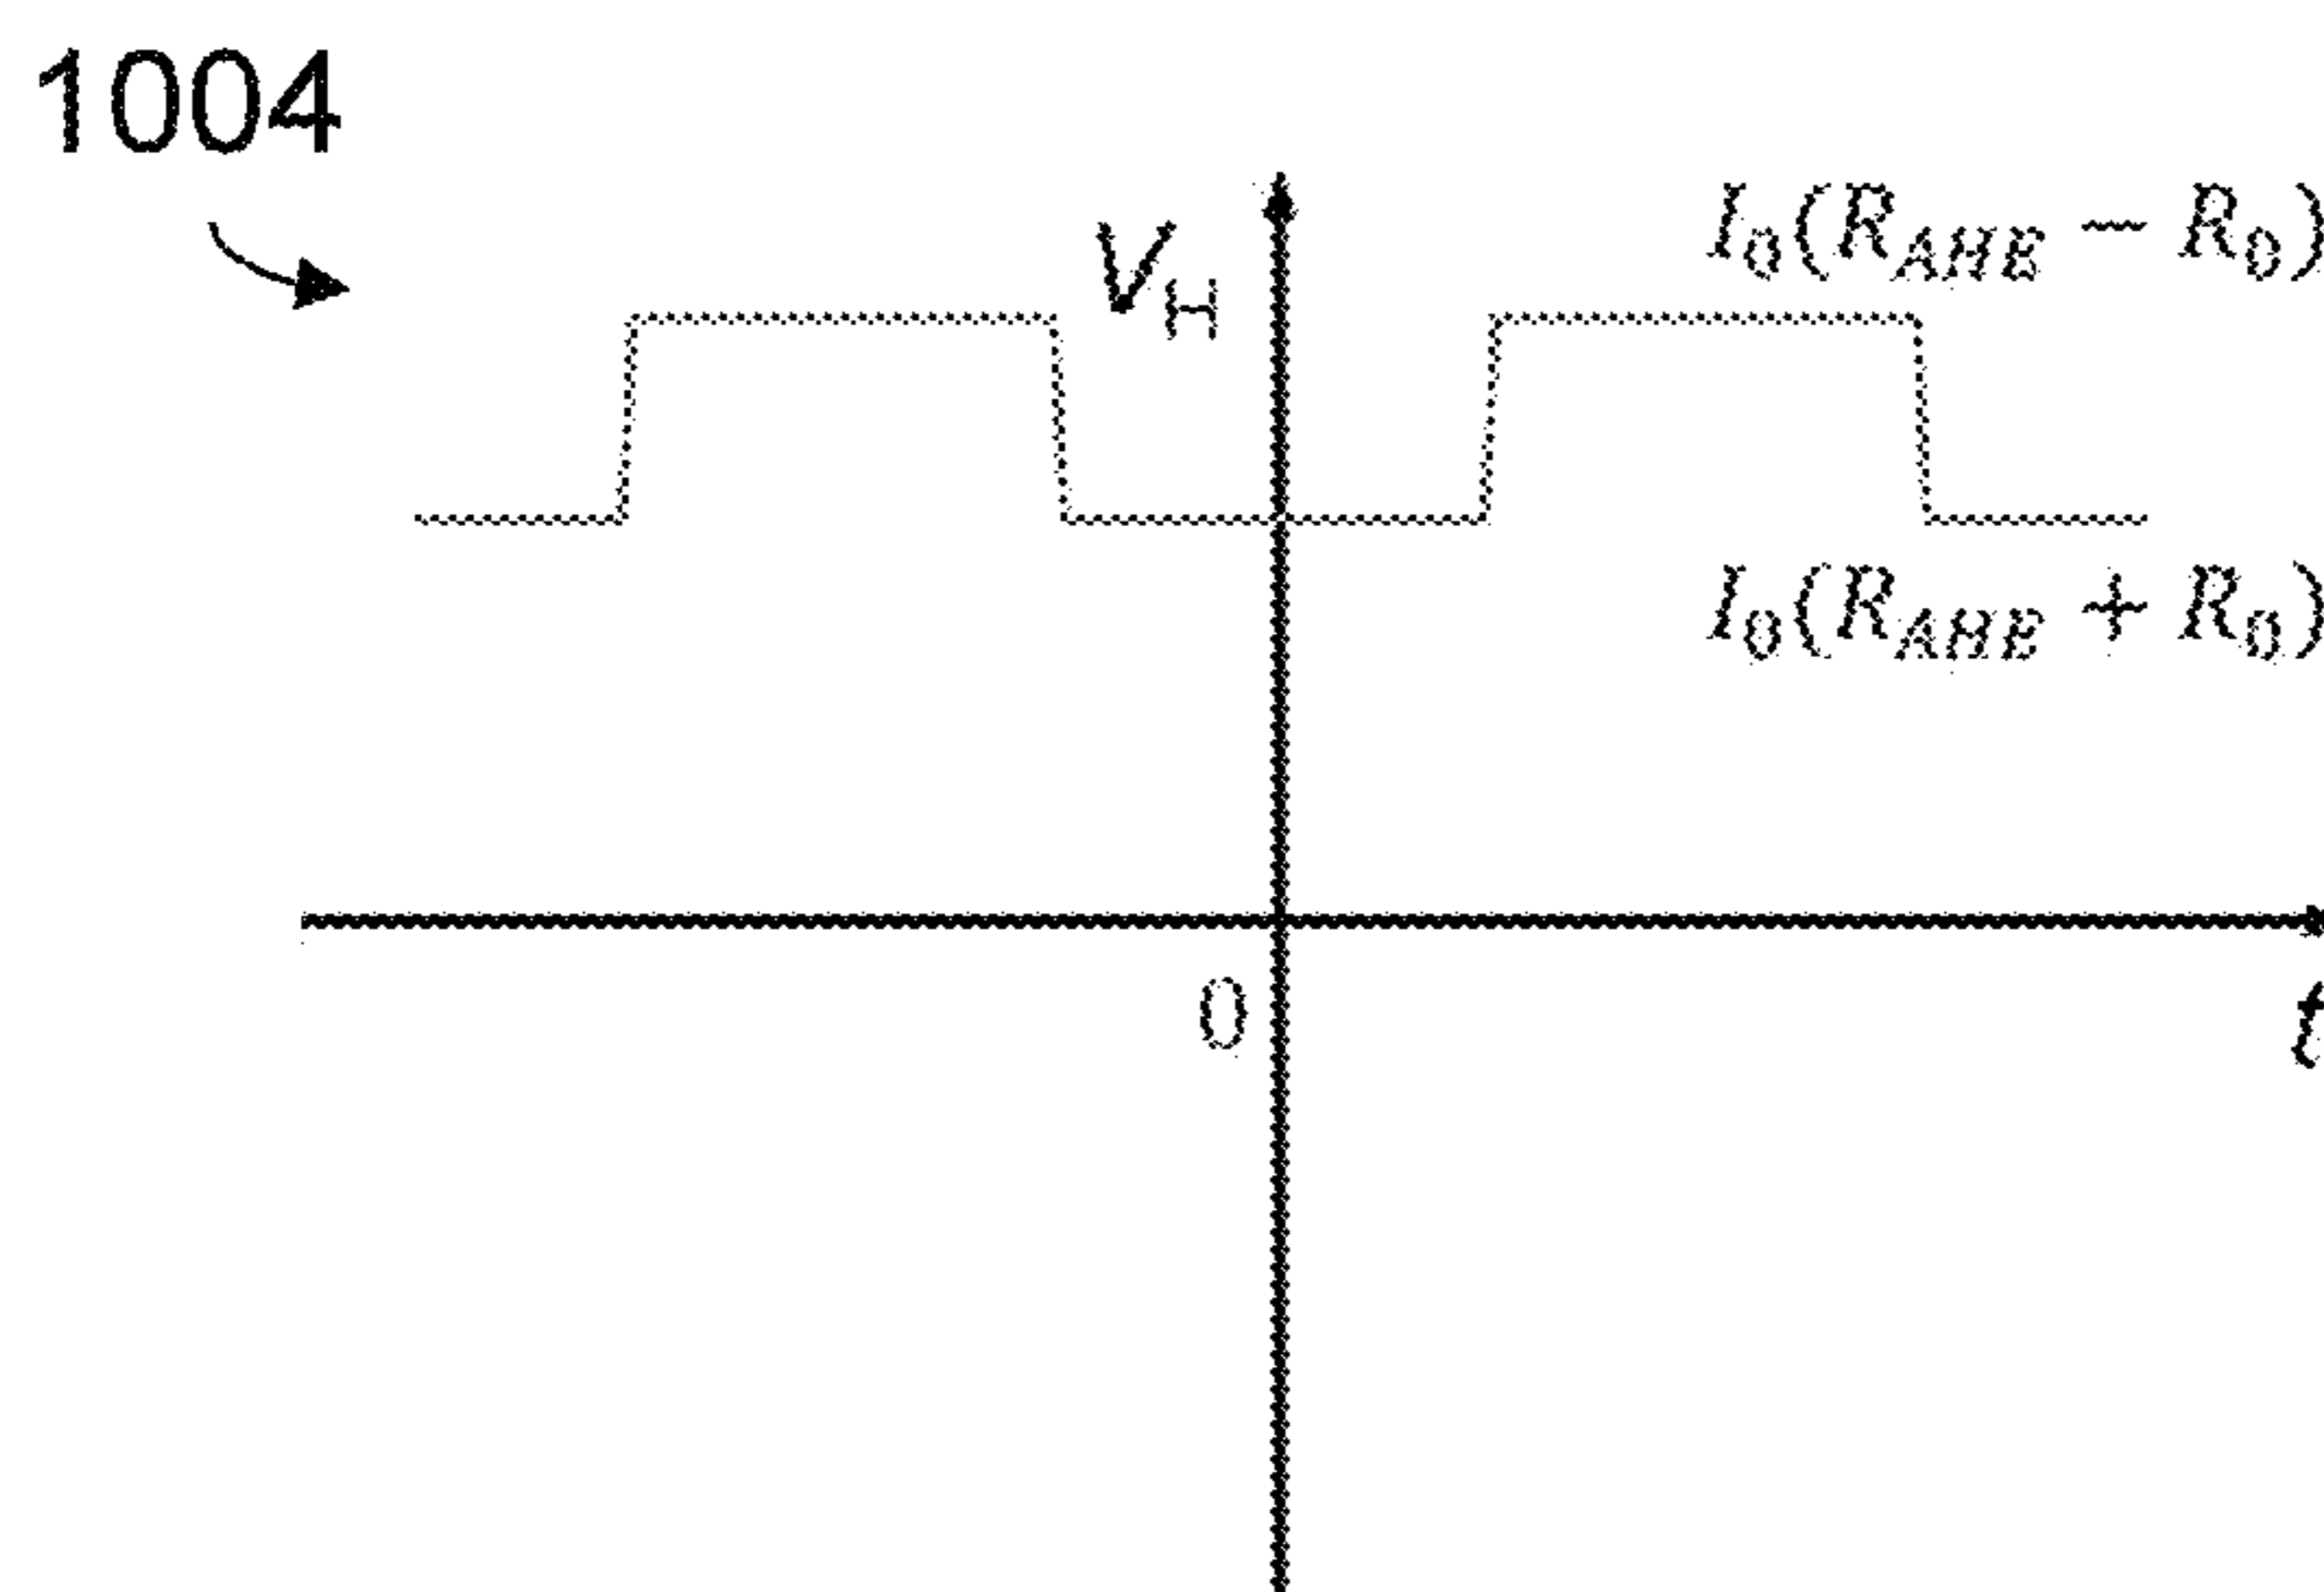 1004
V_H
I_0(R_AHE − R_0)
I_0(R_AHE + R_0)
0
t